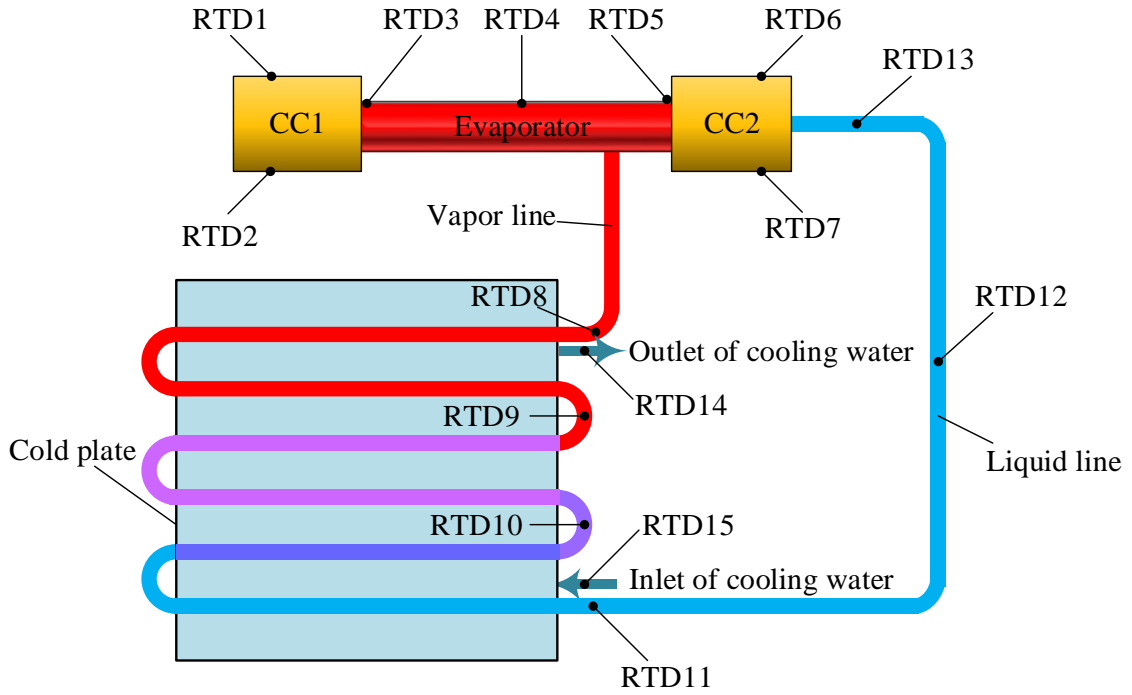 RTD1
RTD3
RTD4
RTD5
RTD6
RTD13
CC1
Evaporator
CC2
RTD2
Vapor line
RTD7
RTD8
RTD12
Outlet of cooling water
RTD14
RTD9
Cold plate
Liquid line
RTD10
RTD15
Inlet of cooling water
RTD11